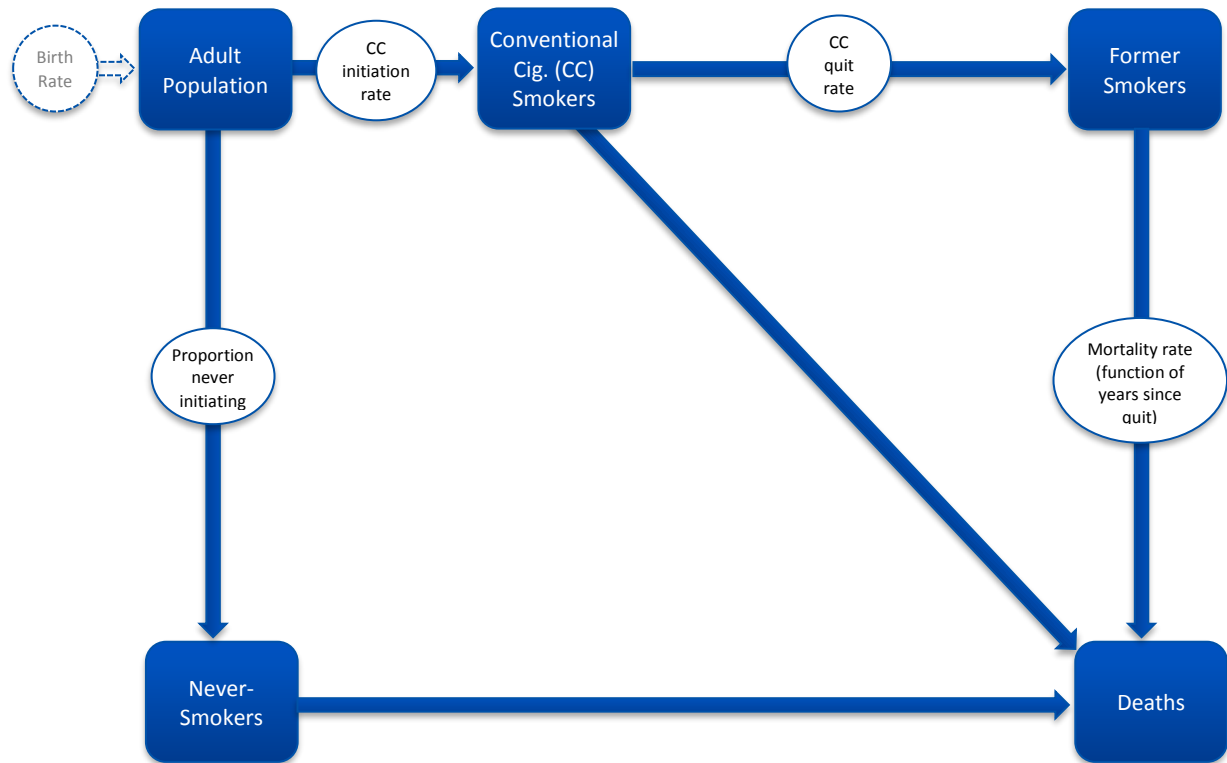 Birth
Rate
Adult
Population
CC
initiation
rate
Conventional
Cig. (CC)
Smokers
CC
quit
rate
Former
Smokers
Proportion
never
initiating
Mortality rate
(function of
years since
quit)
Never-
Smokers
Deaths